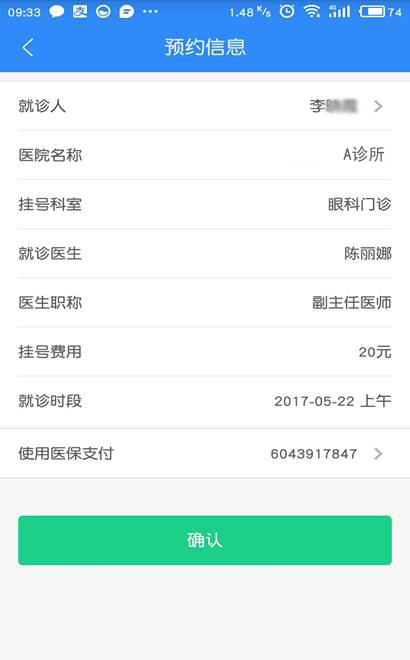 09:33 1.48 K/s 4G 74
预约信息
就诊人 李
医院名称 A诊所
挂号科室 眼科门诊
就诊医生 陈丽娜
医生职称 副主任医师
挂号费用 20元
就诊时段 2017-05-22 上午
使用医保支付 6043917847
确认